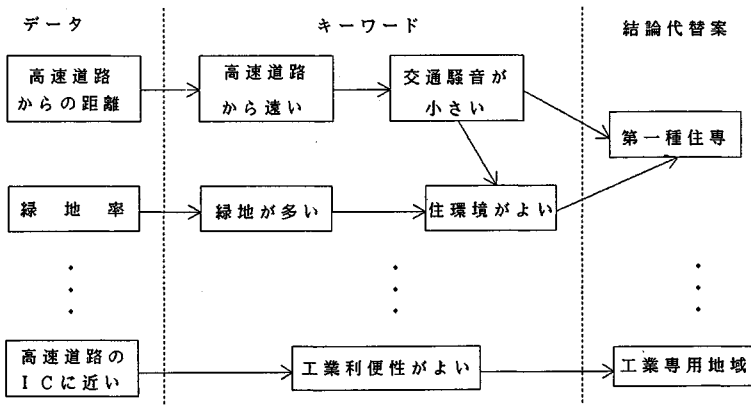 データ
キーワード
結論代替案
高速道路
からの距離
高速道路
から遠い
交通騒音が
小さい
第一種住専
緑地率
緑地が多い
住環境がよい
高速道路の
ICに近い
工業利便性がよい
工業専用地域